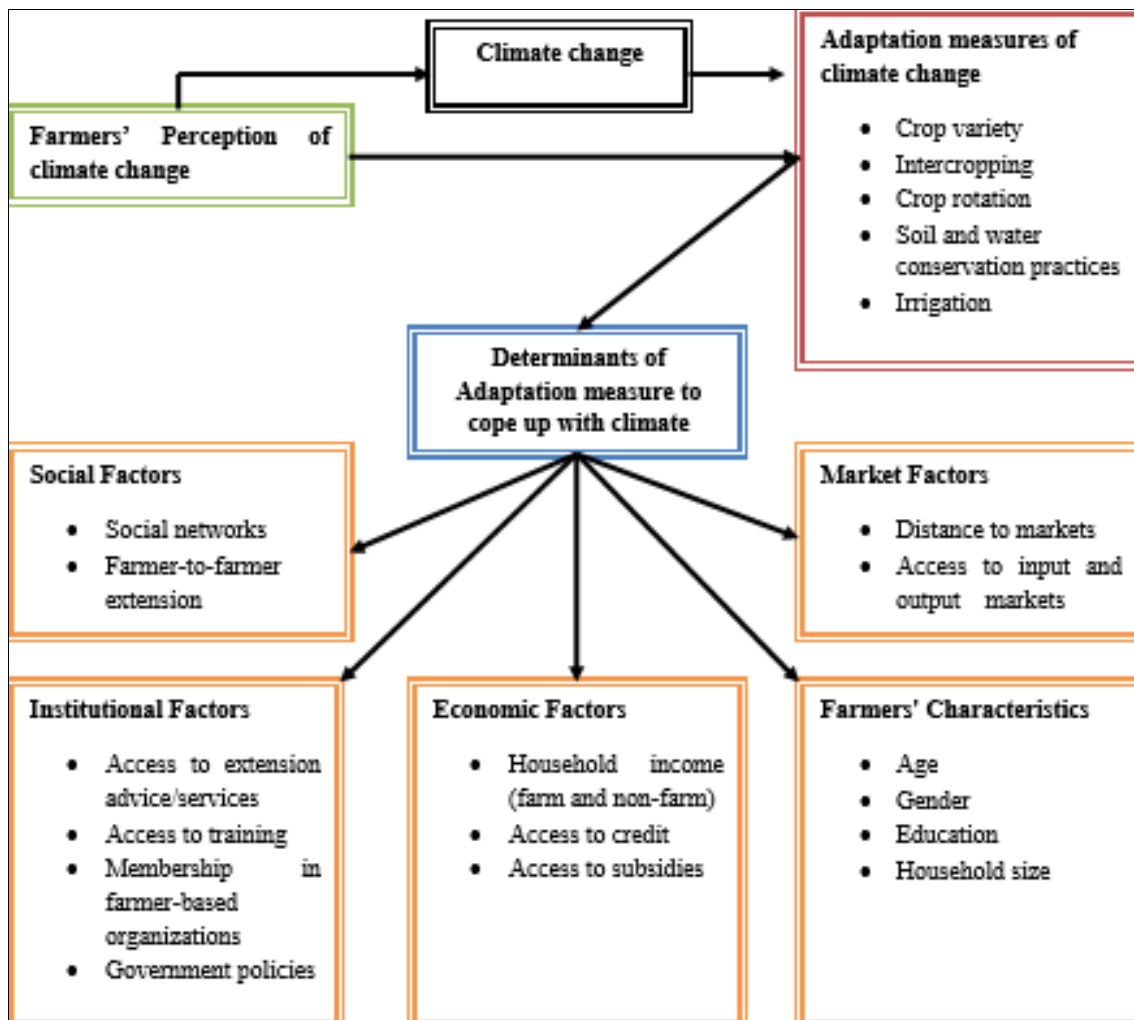 Climate change
Adaptation measures of
climate change
• Crop variety
• Intercropping
• Crop rotation
• Soil and water
conservation practices
• Irrigation
Farmers’ Perception of
climate change
Determinants of
Adaptation measure to
cope up with climate
Social Factors
• Social networks
• Farmer-to-farmer
extension
Market Factors
• Distance to markets
• Access to input and
output markets
Institutional Factors
• Access to extension
advice/services
• Access to training
• Membership in
farmer-based
organizations
• Government policies
Economic Factors
• Household income
(farm and non-farm)
• Access to credit
• Access to subsidies
Farmers' Characteristics
• Age
• Gender
• Education
• Household size